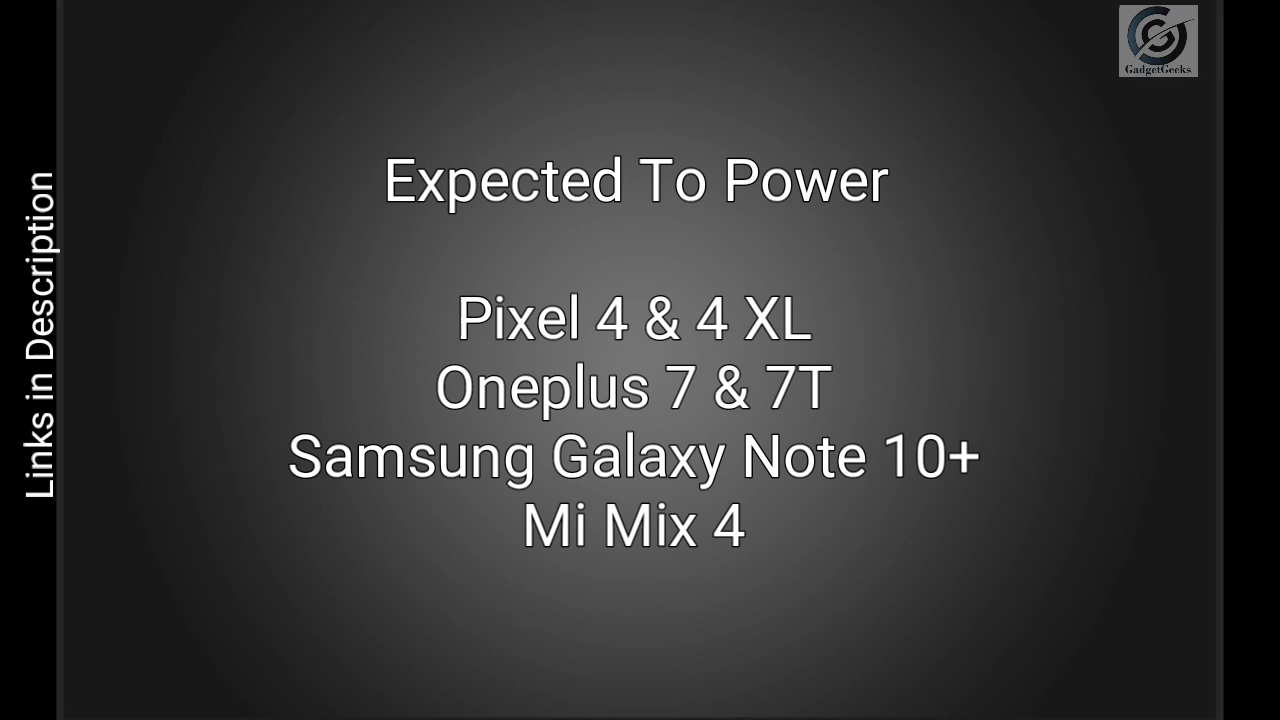 GadgetGeeks
Expected To Power
Pixel 4 & 4 XL
Oneplus 7 & 7T
Samsung Galaxy Note 10+
Mi Mix 4
Links in Description